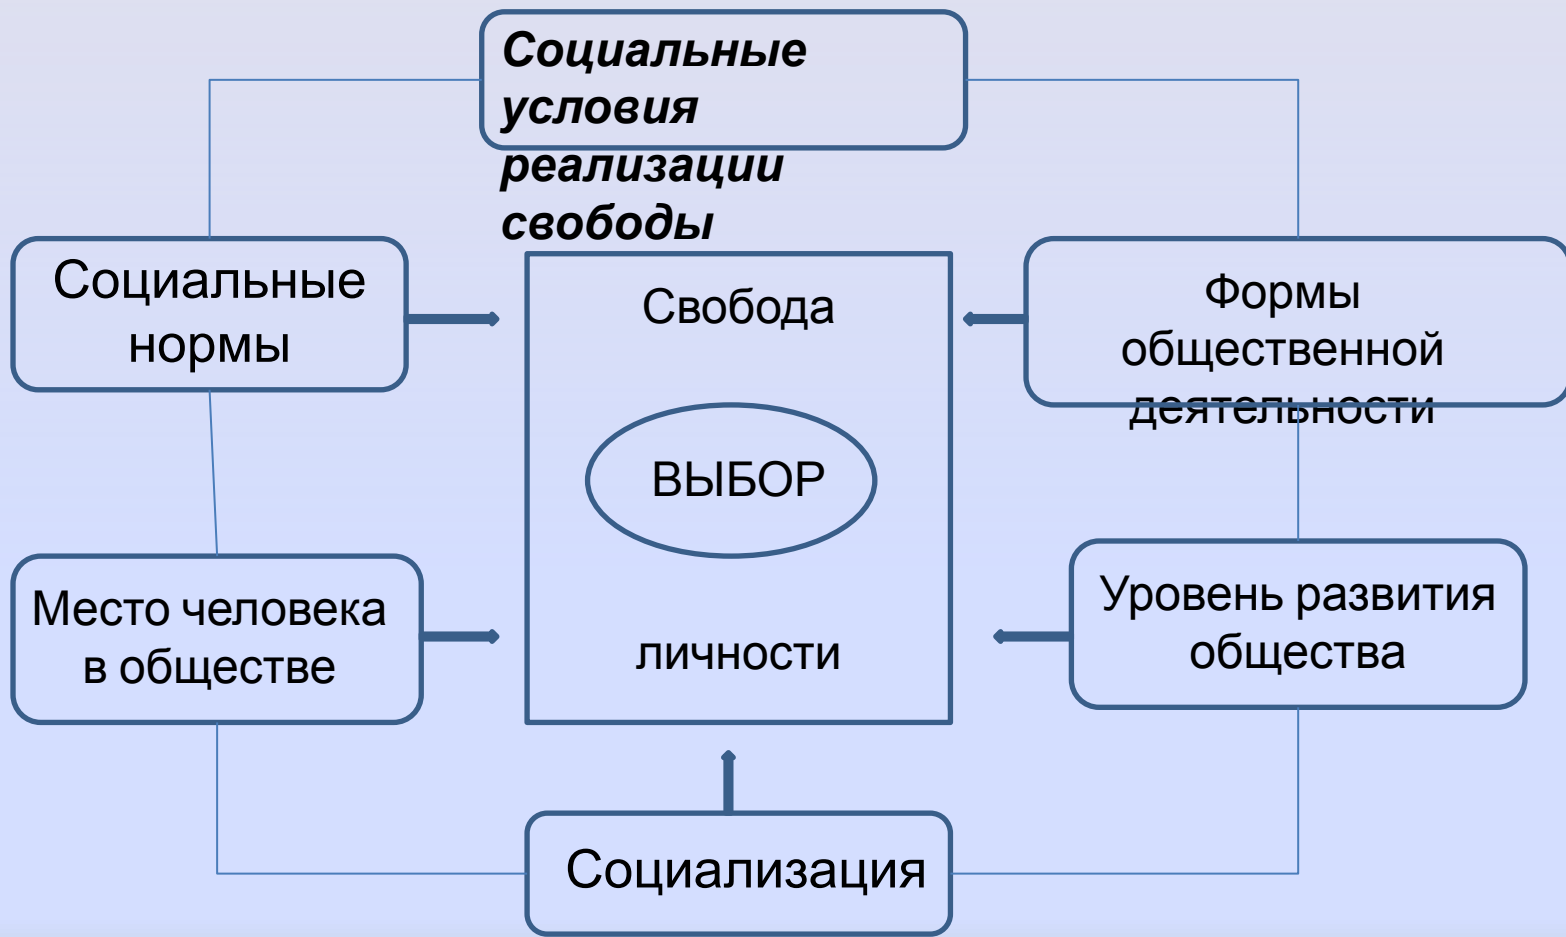 Социальные
условия
реализации
свободы
Социальные
нормы
Свобода
Формы
общественной
деятельности
ВЫБОР
Место человека
в обществе
личности
Уровень развития
общества
Социализация